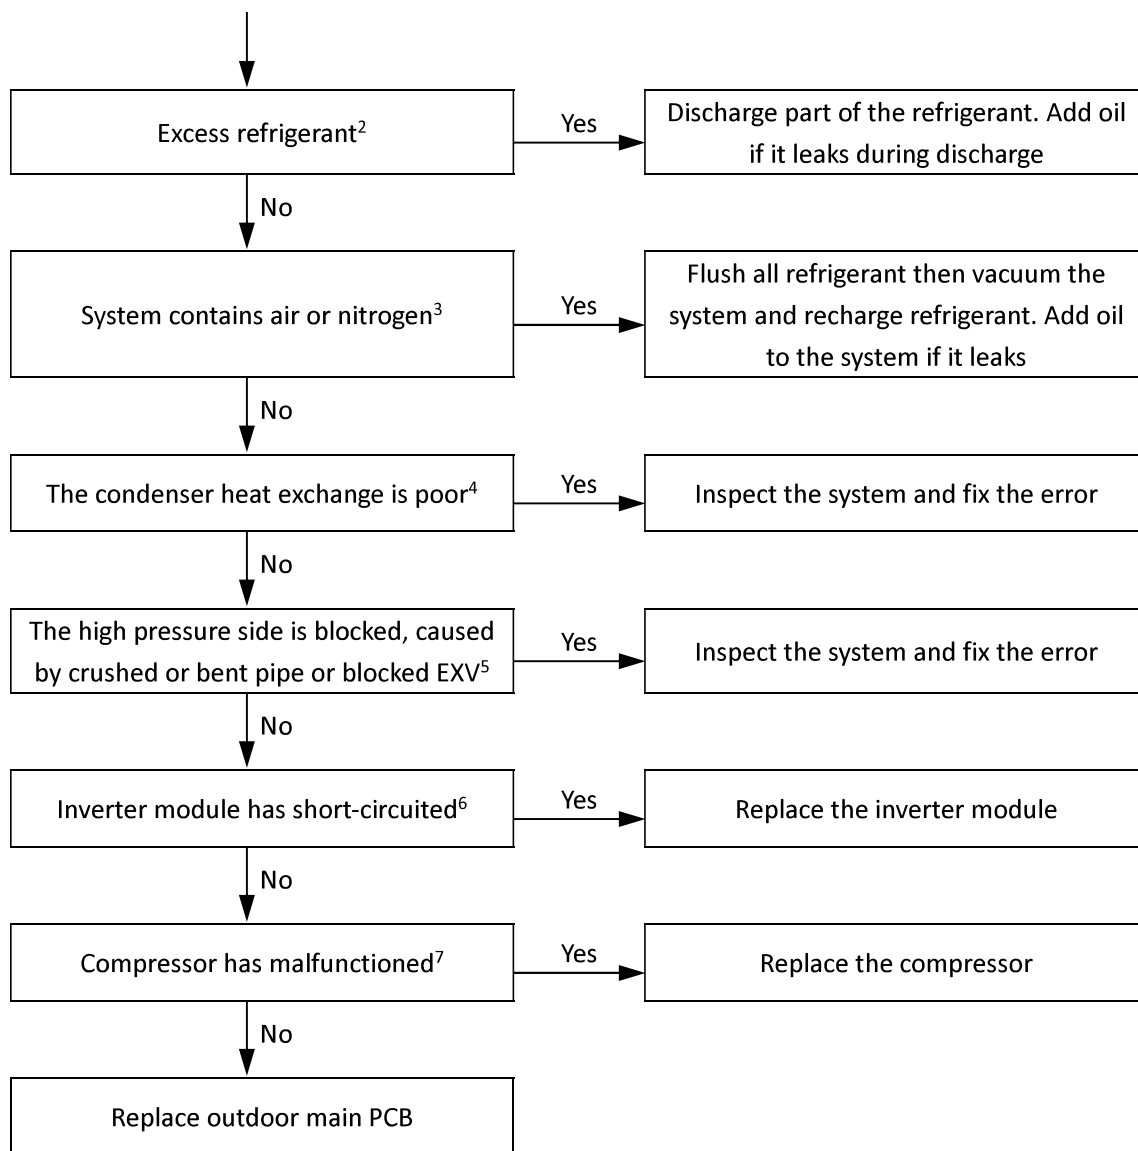 Excess refrigerant²
Yes
Discharge part of the refrigerant. Add oil
if it leaks during discharge
No
System contains air or nitrogen³
Yes
Flush all refrigerant then vacuum the
system and recharge refrigerant. Add oil
to the system if it leaks
No
The condenser heat exchange is poor⁴
Yes
Inspect the system and fix the error
No
The high pressure side is blocked, caused
by crushed or bent pipe or blocked EXV⁵
Yes
Inspect the system and fix the error
No
Inverter module has short-circuited⁶
Yes
Replace the inverter module
No
Compressor has malfunctioned⁷
Yes
Replace the compressor
No
Replace outdoor main PCB